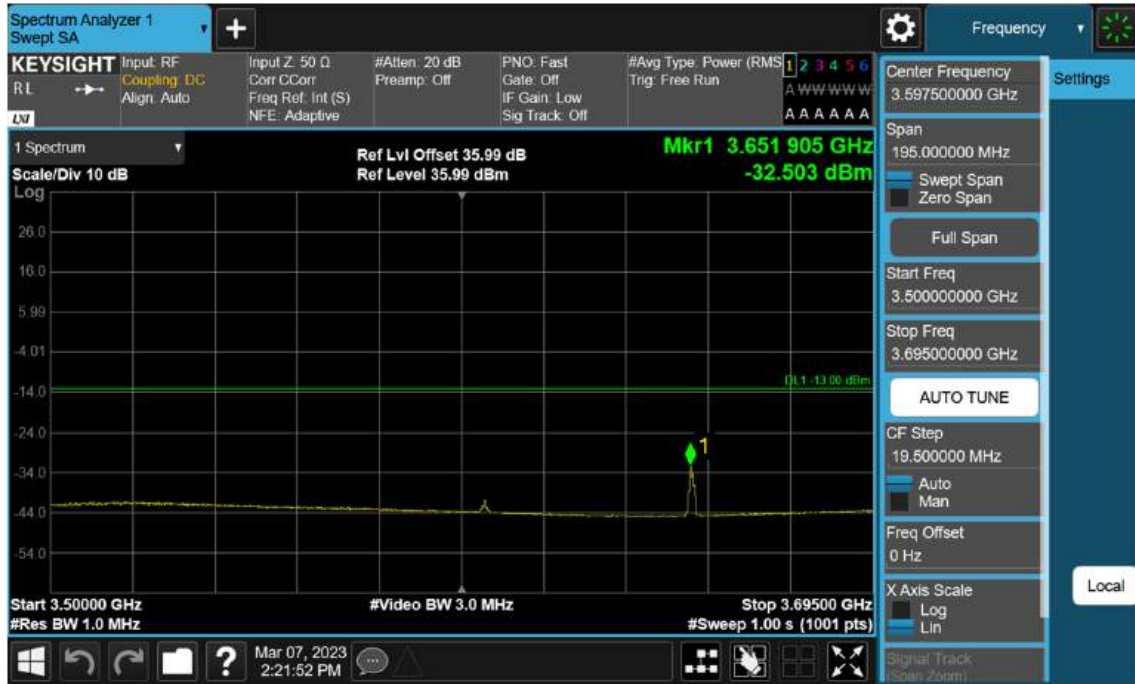 Spectrum Analyzer 1
Swept SA
Frequency
KEYSIGHT
RL
LXI
Input: RF
Coupling: DC
Align: Auto
Input Z: 50 Ω
Corr CCorr
Freq Ref: Int (S)
NFE: Adaptive
#Atten: 20 dB
Preamp: Off
PNO: Fast
Gate: Off
IF Gain: Low
Sig Track: Off
#Avg Type: Power (RMS
Trig: Free Run
1 2 3 4 5 6
A W W W W W
A A A A A A
1 Spectrum
Scale/Div 10 dB
Log
Ref Lvl Offset 35.99 dB
Ref Level 35.99 dBm
Mkr1 3.651 905 GHz
-32.503 dBm
26.0
16.0
5.99
-4.01
-14.0
-24.0
-34.0
-44.0
-54.0
DL1 -13.00 dBm
1
Start 3.50000 GHz
#Res BW 1.0 MHz
#Video BW 3.0 MHz
Stop 3.69500 GHz
#Sweep 1.00 s (1001 pts)
Center Frequency
3.597500000 GHz
Span
195.000000 MHz
Swept Span
Zero Span
Full Span
Start Freq
3.500000000 GHz
Stop Freq
3.695000000 GHz
AUTO TUNE
CF Step
19.500000 MHz
Auto
Man
Freq Offset
0 Hz
X Axis Scale
Log
Lin
Signal Track
(Span Zoom)
Settings
Local
?
Mar 07, 2023
2:21:52 PM